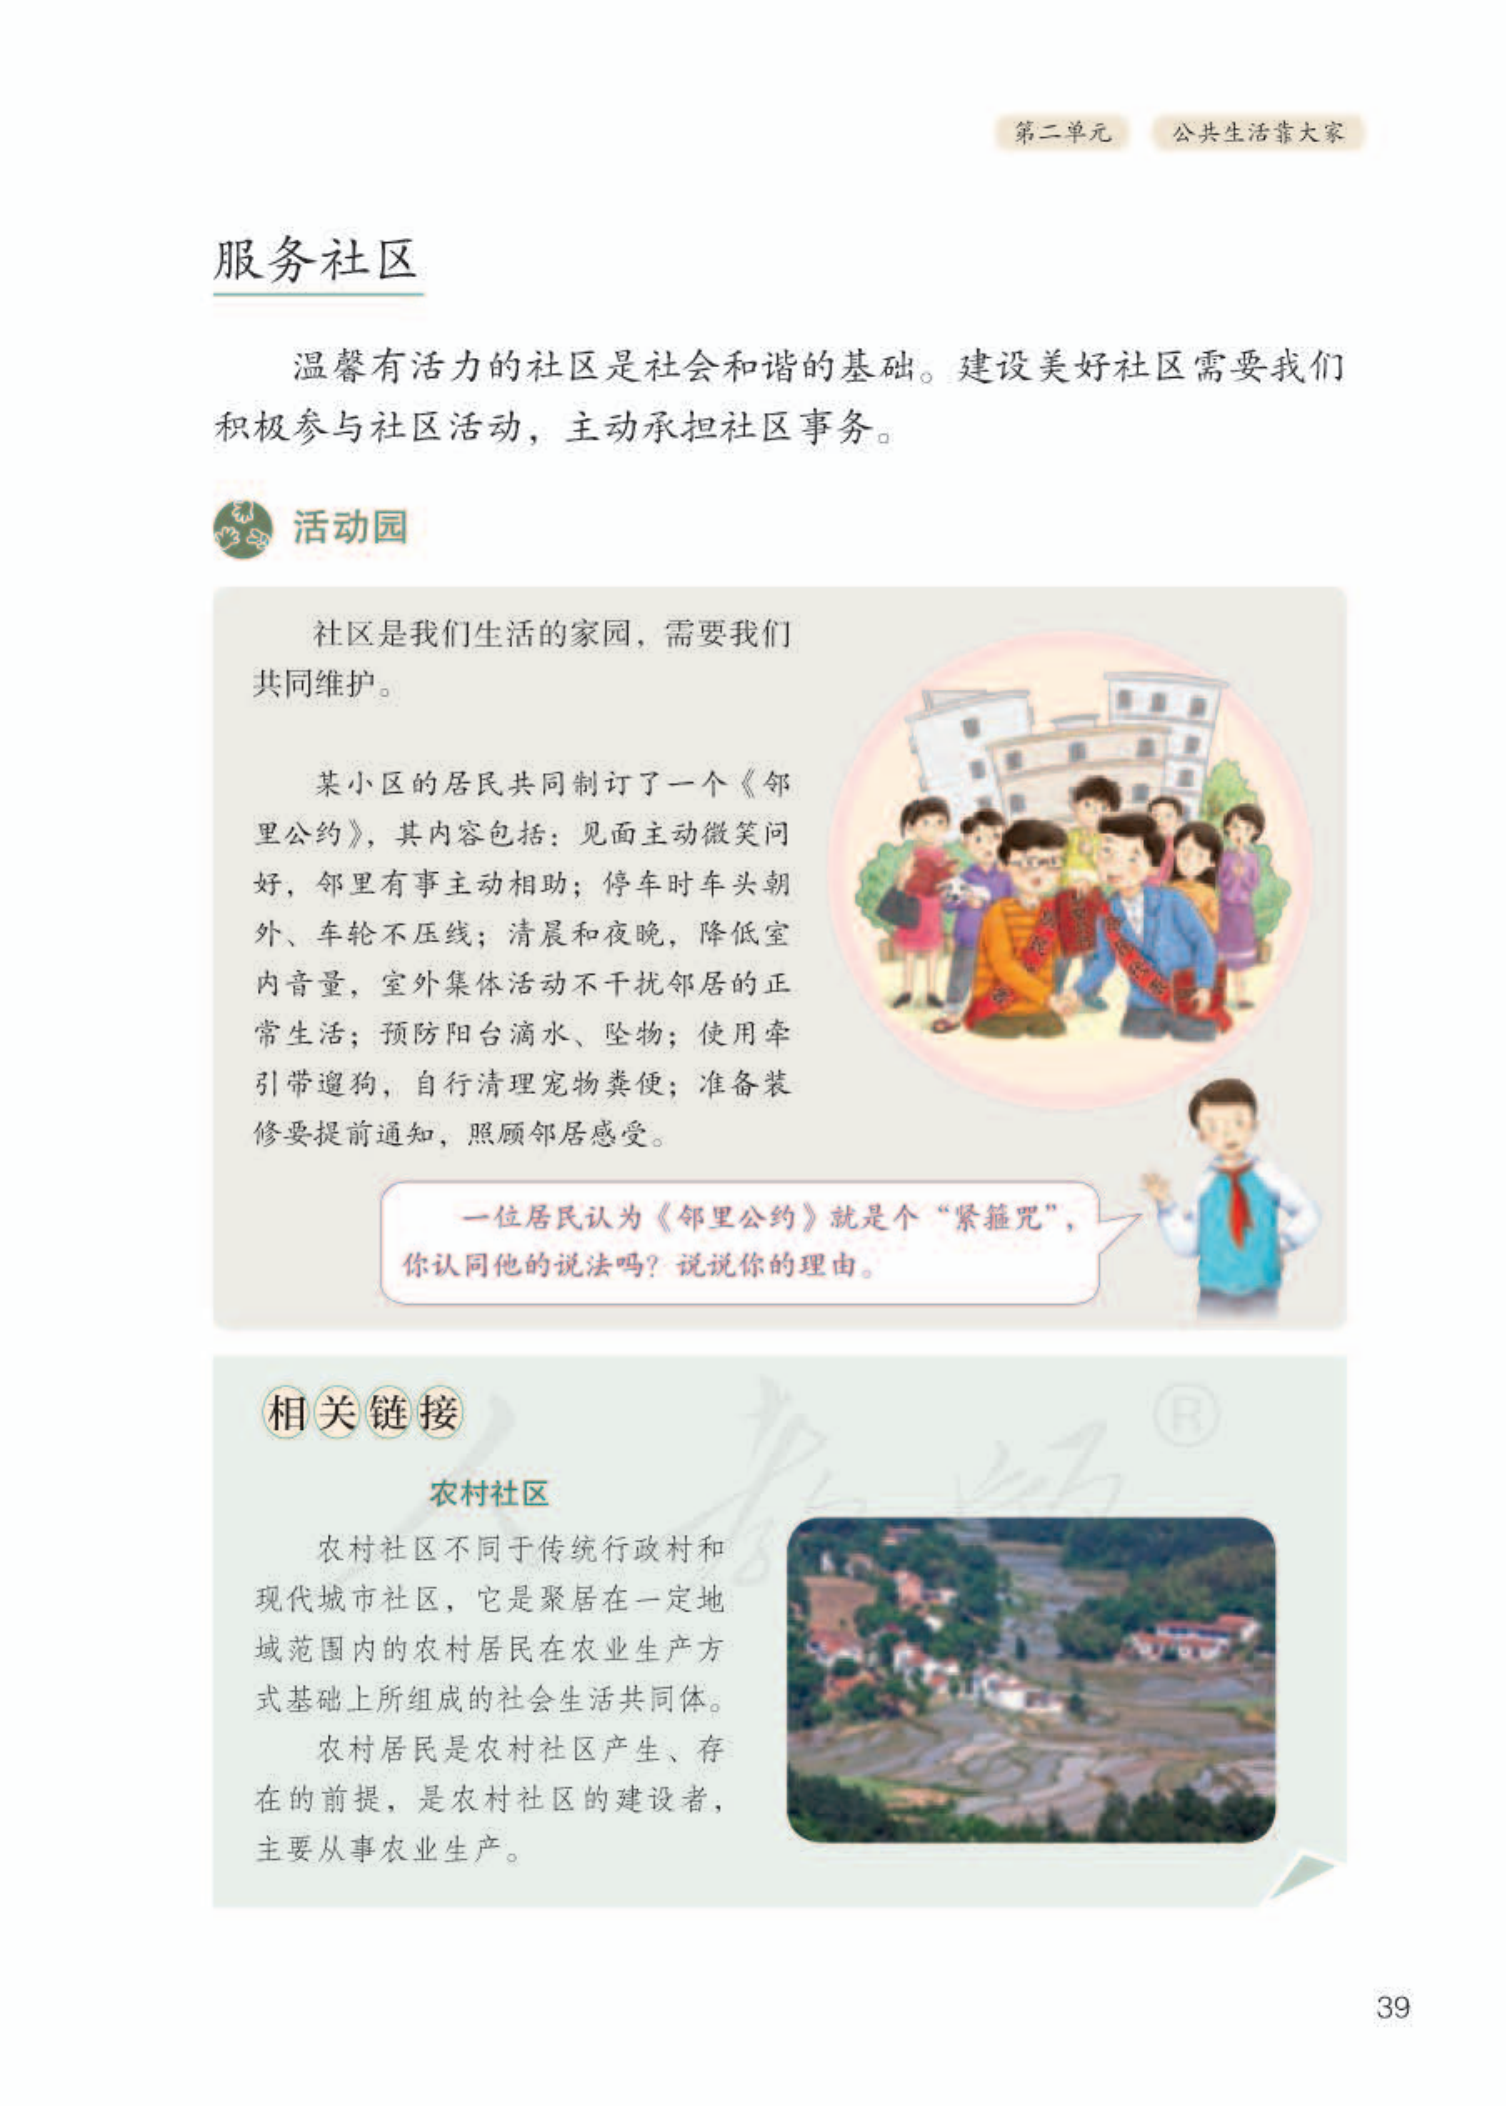 第二单元 公共生活靠大家
服务社区
温馨有活力的社区是社会和谐的基础。建设美好社区需要我们
积极参与社区活动，主动承担社区事务。
活动园
社区是我们生活的家园，需要我们
共同维护。
某小区的居民共同制订了一个《邻
里公约》，其内容包括：见面主动微笑问
好，邻里有事主动相助；停车时车头朝
外、车轮不压线；清晨和夜晚，降低室
内音量，室外集体活动不干扰邻居的正
常生活；预防阳台滴水、坠物；使用牵
引带遛狗，自行清理宠物粪便；准备装
修要提前通知，照顾邻居感受。
一位居民认为《邻里公约》就是个“紧箍咒”，
你认同他的说法吗？说说你的理由。
相关链接
人教版®
农村社区
农村社区不同于传统行政村和
现代城市社区，它是聚居在一定地
域范围内的农村居民在农业生产方
式基础上所组成的社会生活共同体。
农村居民是农村社区产生、存
在的前提，是农村社区的建设者，
主要从事农业生产。
39